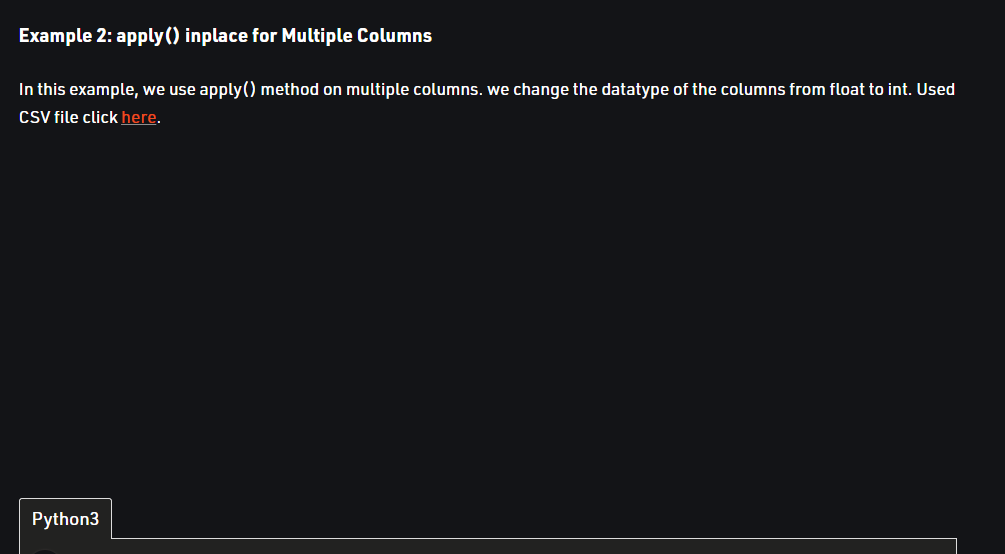 Example 2: apply() inplace for Multiple Columns
In this example, we use apply() method on multiple columns. we change the datatype of the columns from float to int. Used
CSV file click here.
Python3